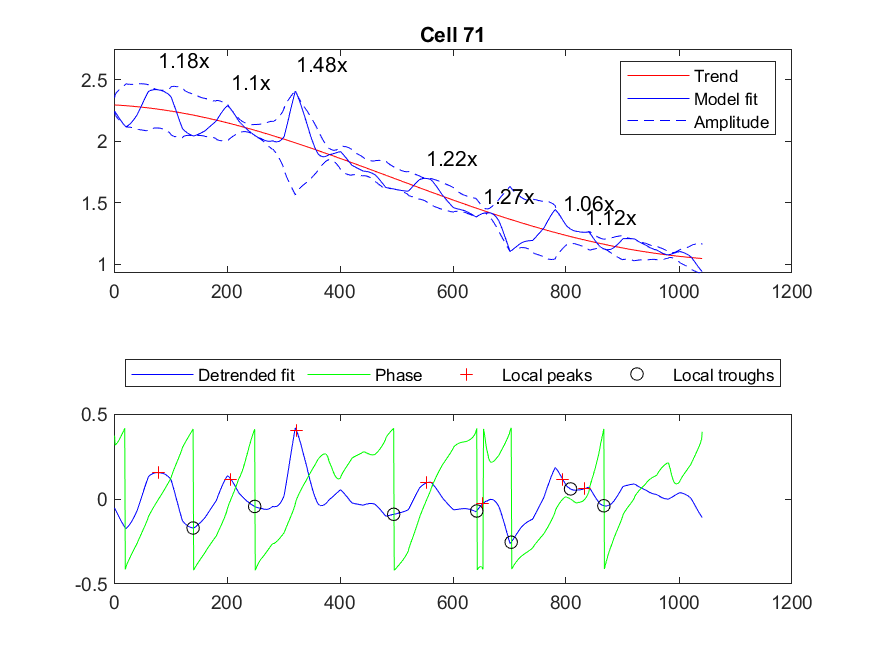 Cell 71
1.18x
1.1x
1.48x
1.22x
1.27x
1.06x
1.12x
Trend
Model fit
Amplitude
2.5
2
1.5
1
0 200 400 600 800 1000 1200
Detrended fit Phase Local peaks Local troughs
0.5
0
-0.5
0 200 400 600 800 1000 1200